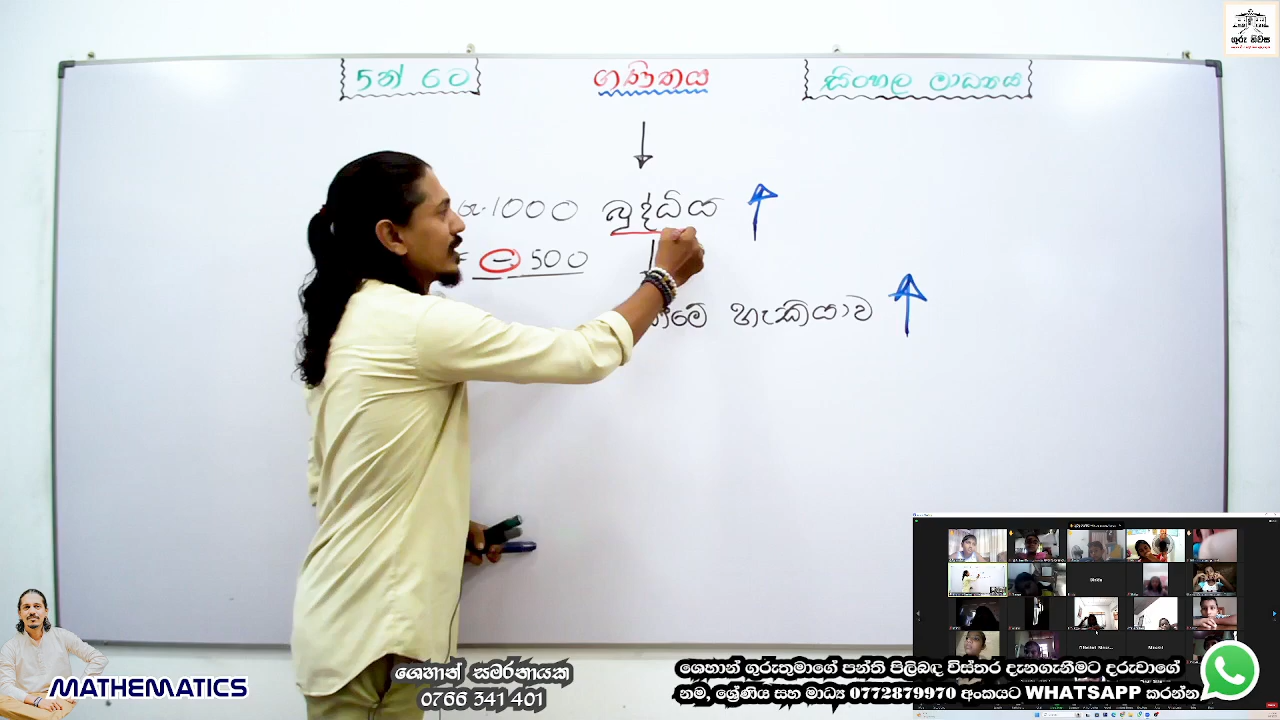 ගුරු නිවස
5න් 6ට
ගණිතය
සිංහල මාධ්‍යය
රු.1000
බුද්ධිය
- 500
හැකියාව
MATHEMATICS
ශෙහාන් සමරනායක
0766 341 401
ශෙහාන් ගුරුතුමාගේ පන්ති පිලිබඳ විස්තර දැනගැනීමට දරුවාගේ
නම, ශ්‍රේණිය සහ මාධ්‍ය 0772879970 අංකයට WHATSAPP කරන්න